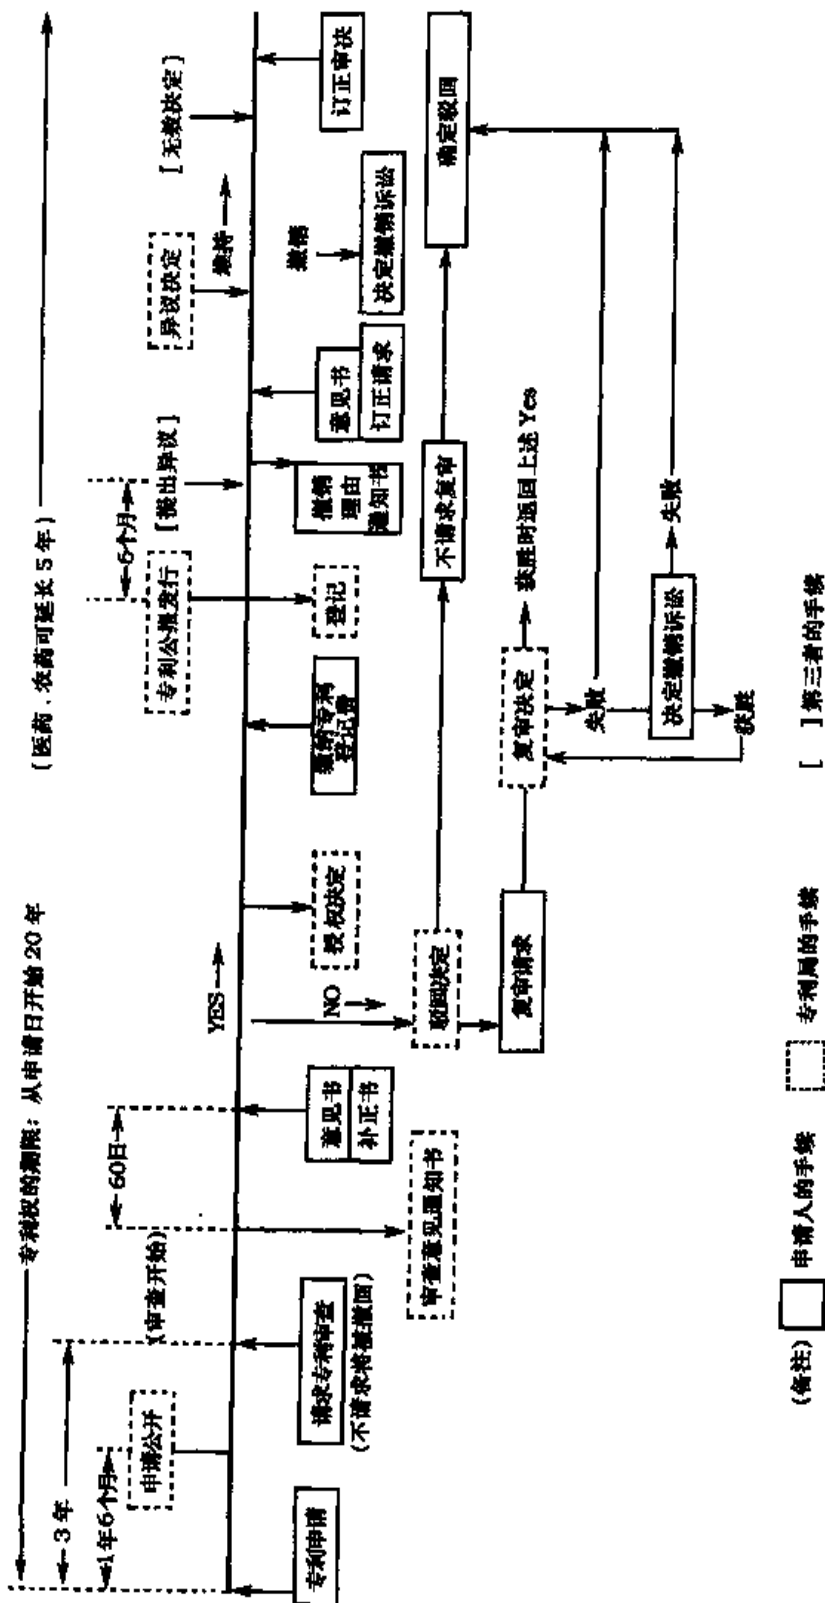 专利权的期限：从申请日开始20年
（医药、农药可延长5年）
3年
1年6个月
申请公开
(审查开始)
60日
专利公报发行
6个月
[提出异议]
异议决定
[无效决定]
YES
维持
专利申请
请求专利审查
(不请求将被撤回)
审查意见通知书
意见书
补正书
NO
授权决定
缴纳专利
登记费
登记
撤销
理由
通知书
意见书
订正请求
撤销
决定撤销诉讼
订正审决
驳回决定
不请求复审
确定驳回
复审请求
复审决定
获胜时返回上述Yes
失败
决定撤销诉讼
失败
获胜
(备注)
申请人的手续
专利局的手续
[ ]第三者的手续